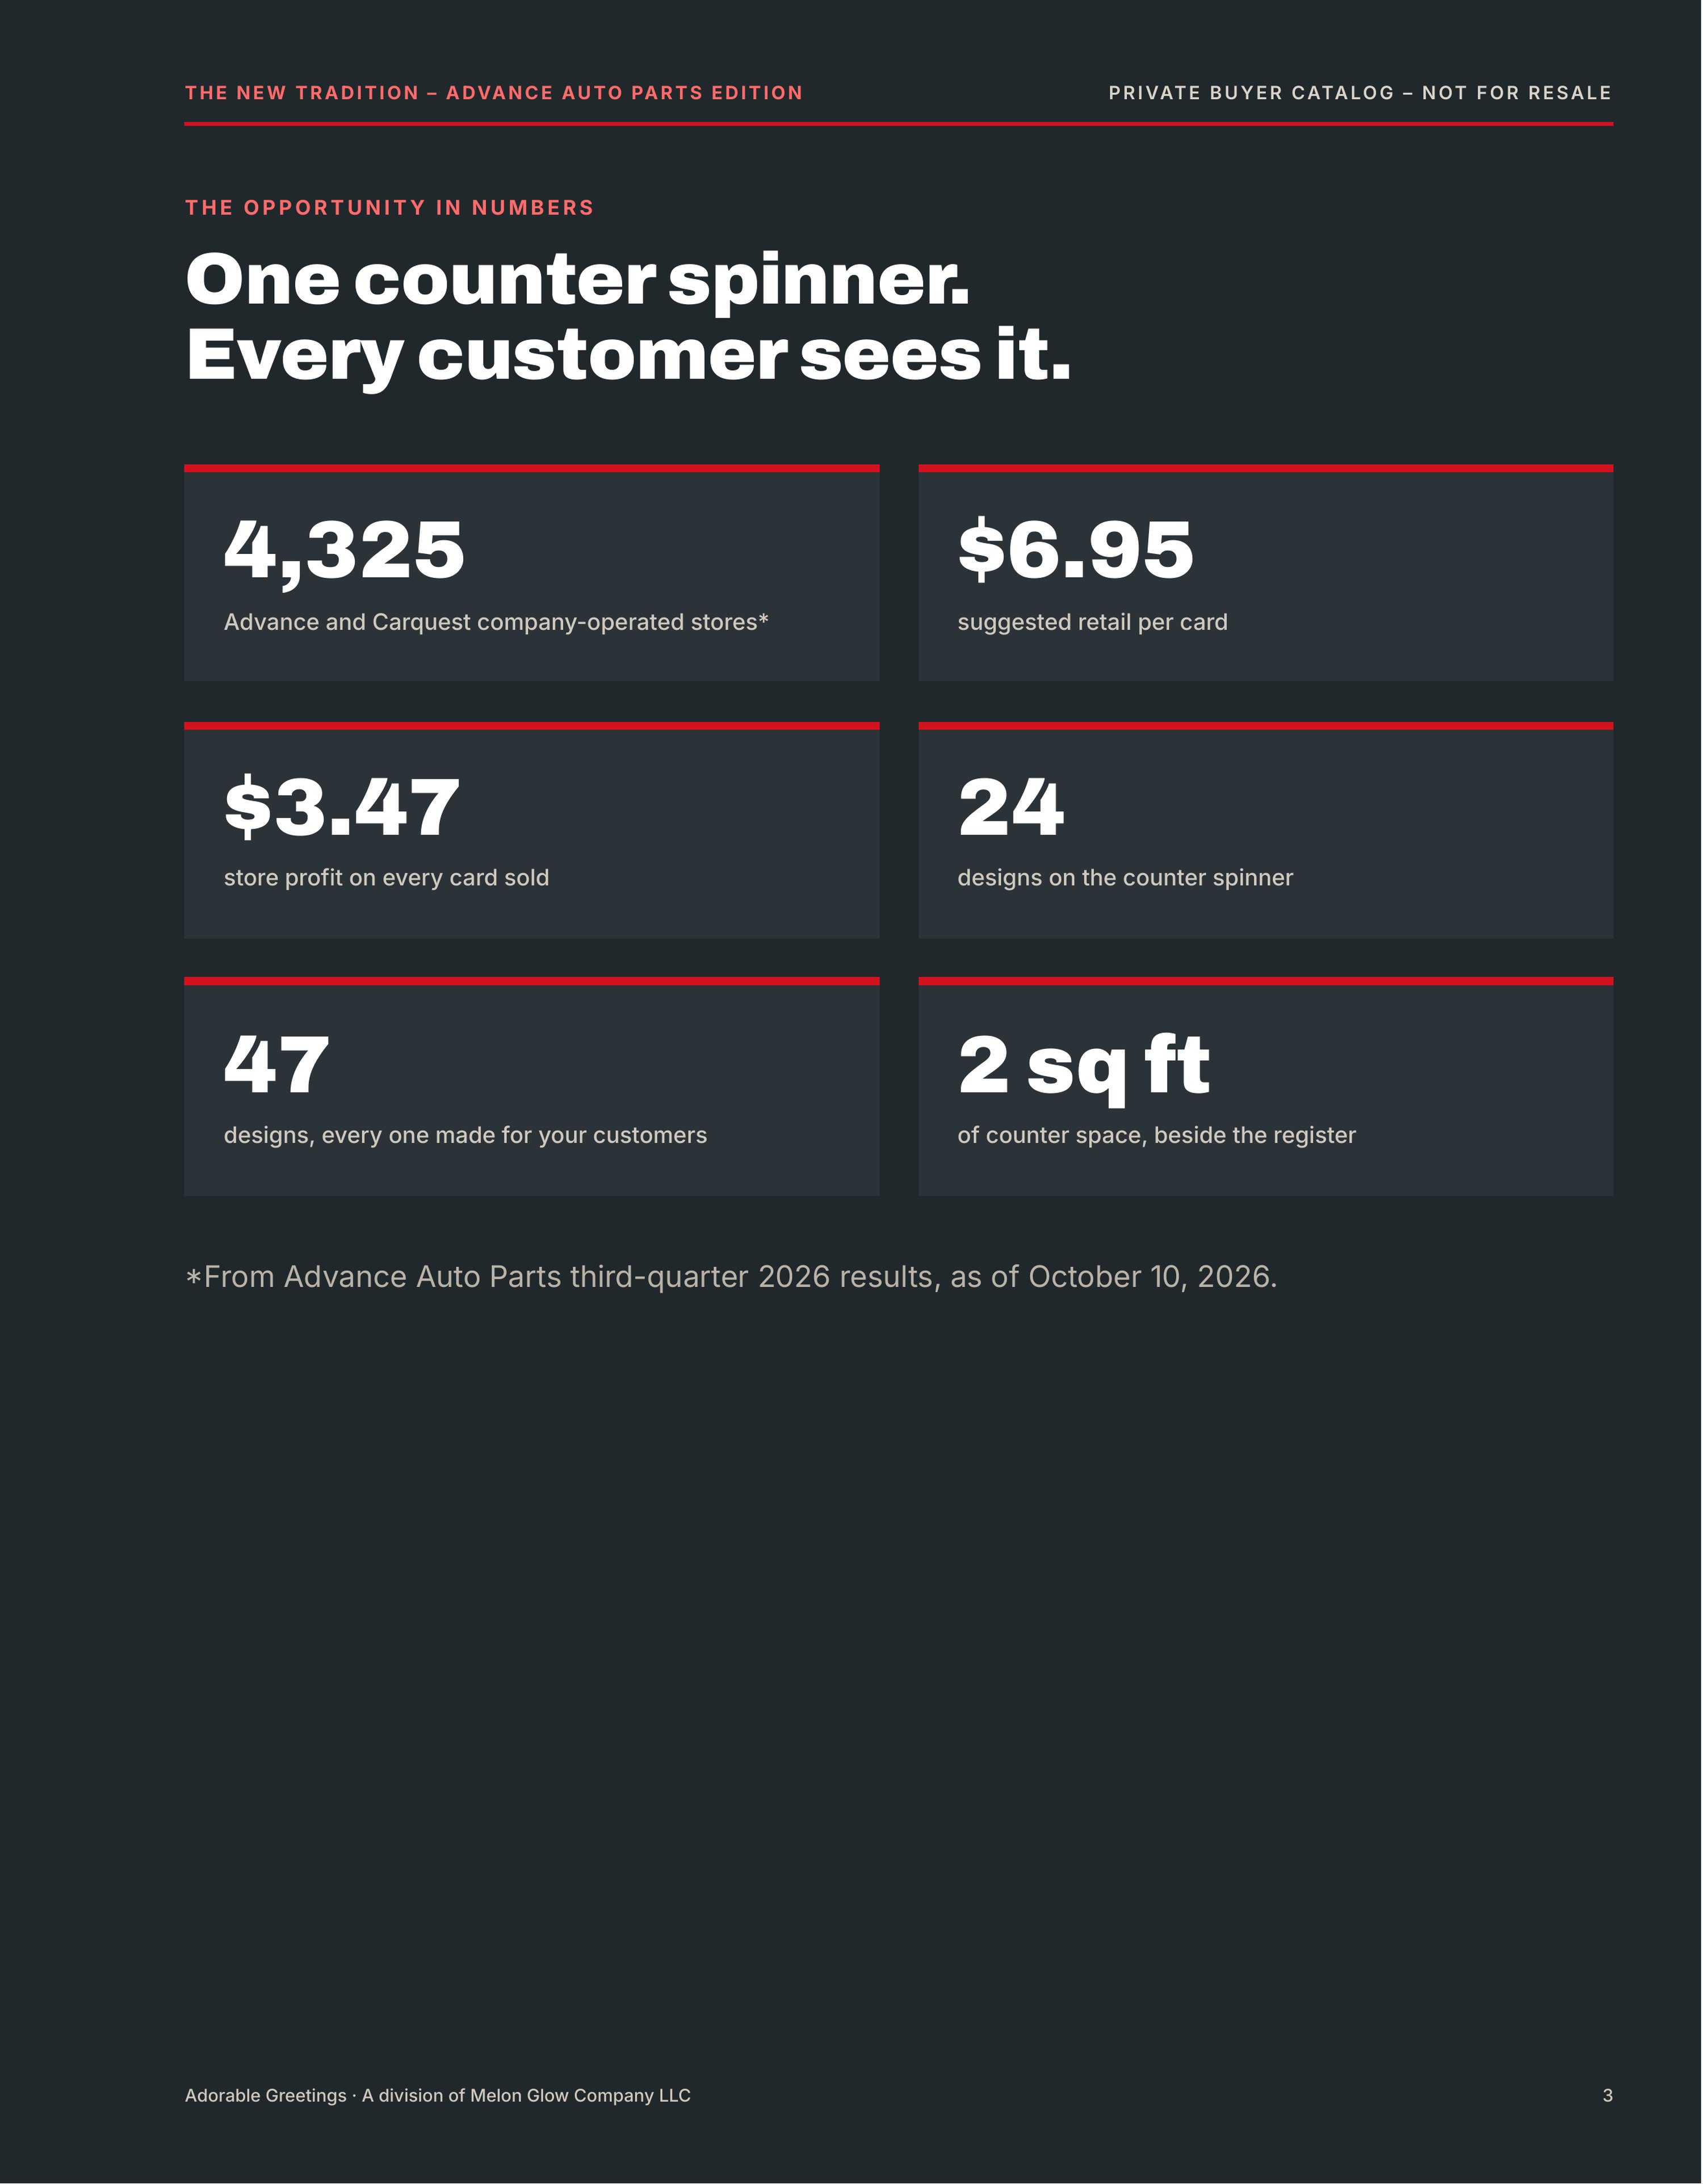 THE NEW TRADITION – ADVANCE AUTO PARTS EDITION
PRIVATE BUYER CATALOG – NOT FOR RESALE
THE OPPORTUNITY IN NUMBERS
One counter spinner.
Every customer sees it.
4,325
Advance and Carquest company-operated stores*
$6.95
suggested retail per card
$3.47
store profit on every card sold
24
designs on the counter spinner
47
designs, every one made for your customers
2 sq ft
of counter space, beside the register
*From Advance Auto Parts third-quarter 2026 results, as of October 10, 2026.
Adorable Greetings · A division of Melon Glow Company LLC
3